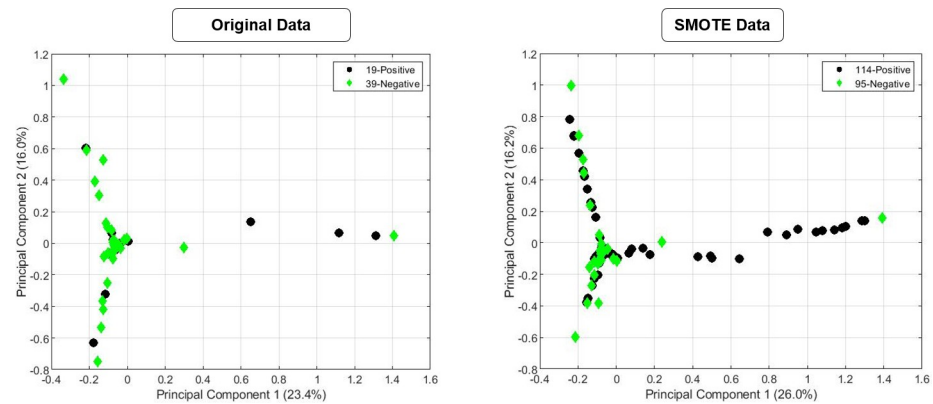 Original Data
SMOTE Data
1.2
1
0.8
0.6
0.4
0.2
0
-0.2
-0.4
-0.6
-0.8
Principal Component 2 (16.0%)
19-Positive
39-Negative
-0.4 -0.2 0 0.2 0.4 0.6 0.8 1 1.2 1.4 1.6
Principal Component 1 (23.4%)
1.2
1
0.8
0.6
0.4
0.2
0
-0.2
-0.4
-0.6
-0.8
Principal Component 2 (16.2%)
114-Positive
95-Negative
-0.4 -0.2 0 0.2 0.4 0.6 0.8 1 1.2 1.4 1.6
Principal Component 1 (26.0%)